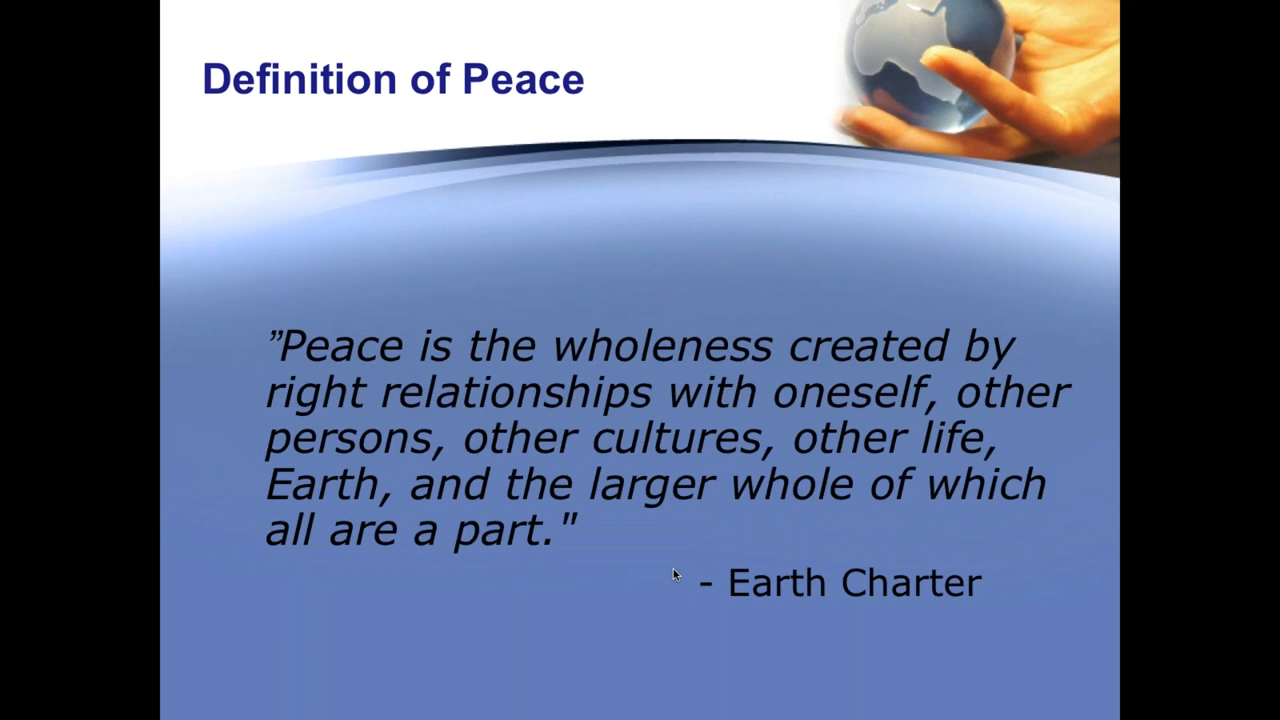 Definition of Peace
”Peace is the wholeness created by
right relationships with oneself, other
persons, other cultures, other life,
Earth, and the larger whole of which
all are a part."
- Earth Charter